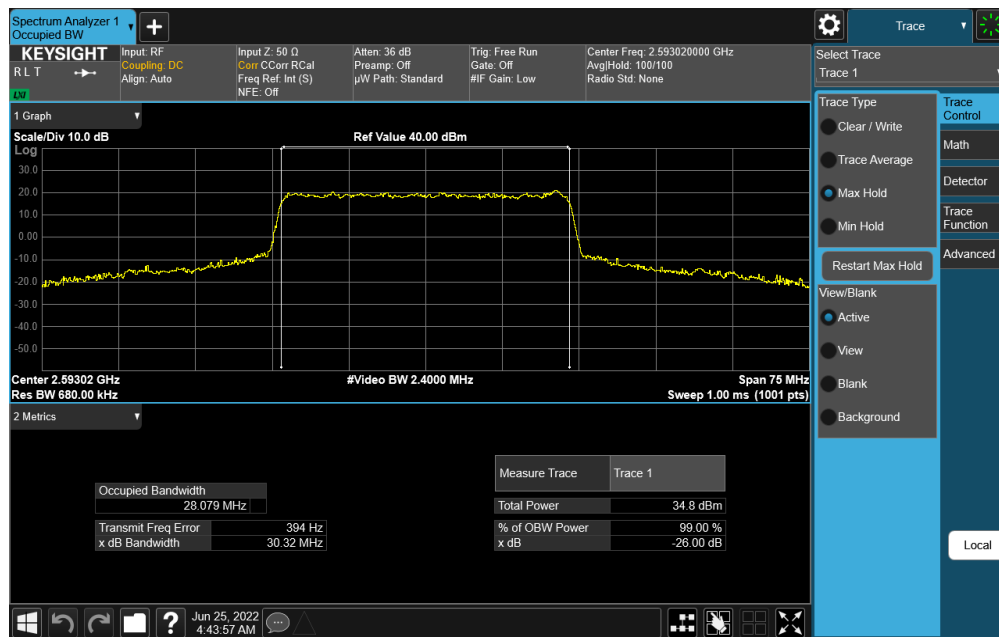 Spectrum Analyzer 1
Occupied BW
Trace
KEYSIGHT
R L T
LXI
Input: RF
Coupling: DC
Align: Auto
Input Z: 50 Ω
Corr CCorr RCal
Freq Ref: Int (S)
NFE: Off
Atten: 36 dB
Preamp: Off
µW Path: Standard
Trig: Free Run
Gate: Off
#IF Gain: Low
Center Freq: 2.593020000 GHz
Avg|Hold: 100/100
Radio Std: None
Select Trace
Trace 1
1 Graph
Scale/Div 10.0 dB
Ref Value 40.00 dBm
Log
30.0
20.0
10.0
0.00
-10.0
-20.0
-30.0
-40.0
-50.0
Center 2.59302 GHz
#Video BW 2.4000 MHz
Span 75 MHz
Res BW 680.00 kHz
Sweep 1.00 ms (1001 pts)
Trace Type
Clear / Write
Trace Average
Max Hold
Min Hold
Restart Max Hold
View/Blank
Active
View
Blank
Background
Trace
Control
Math
Detector
Trace
Function
Advanced
Local
2 Metrics
Occupied Bandwidth
28.079 MHz
Transmit Freq Error 394 Hz
x dB Bandwidth 30.32 MHz
Measure Trace Trace 1
Total Power 34.8 dBm
% of OBW Power 99.00 %
x dB -26.00 dB
?
Jun 25, 2022
4:43:57 AM